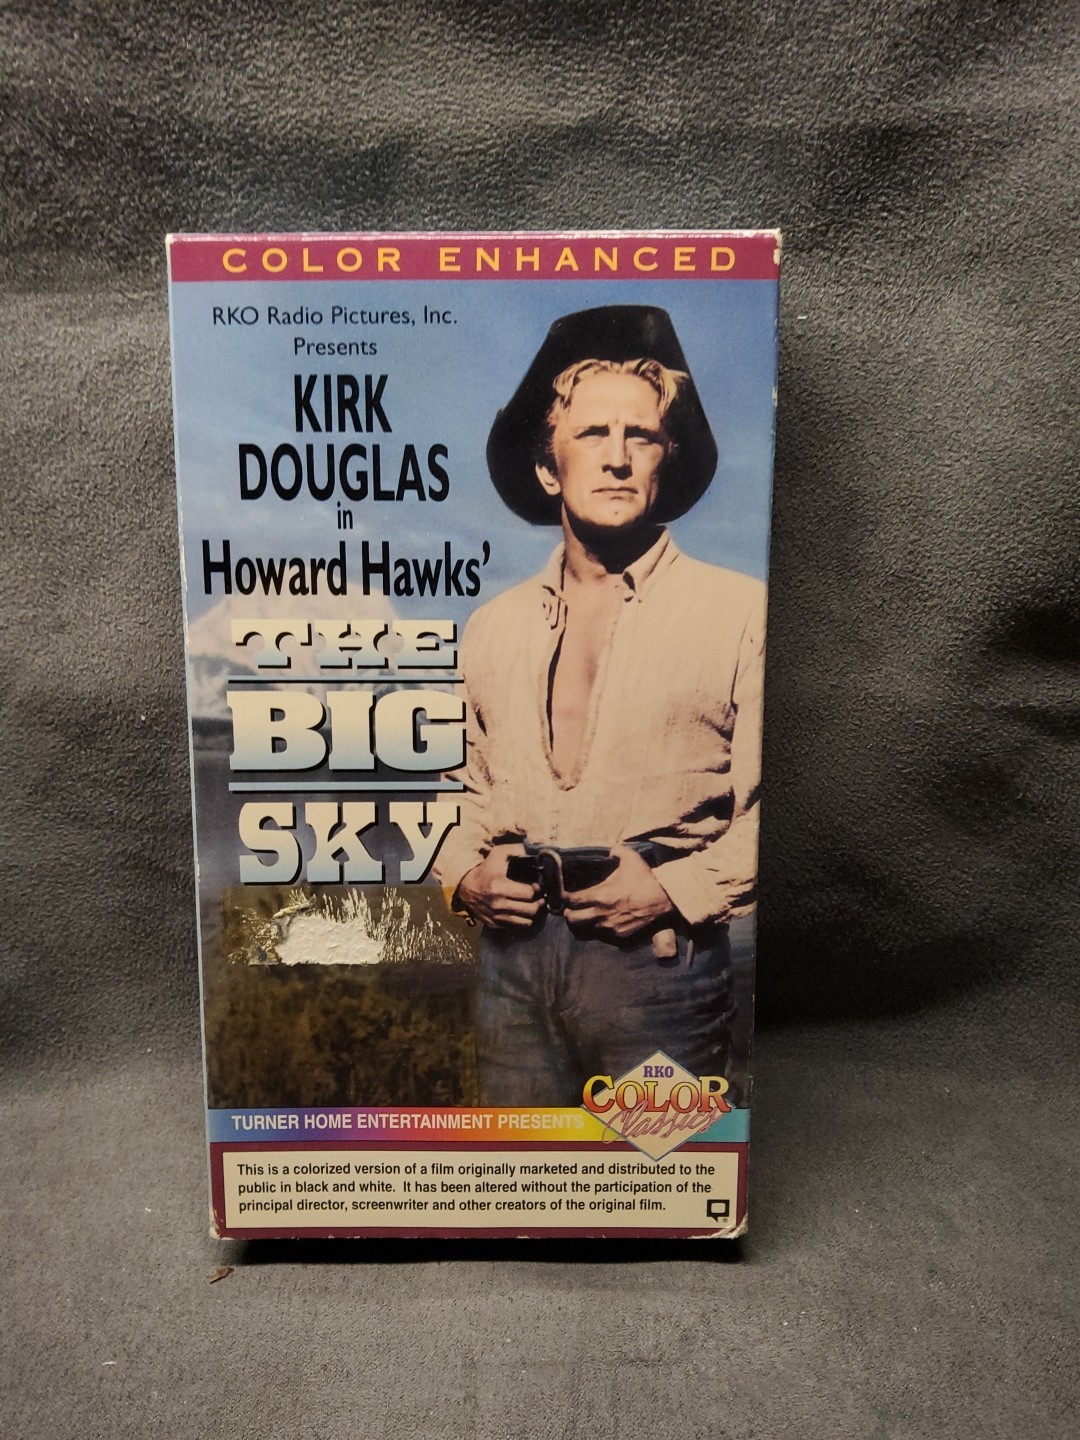 COLOR ENHANCED
RKO Radio Pictures, Inc.
Presents
KIRK
DOUGLAS
in
Howard Hawks'
THE
BIG
SKY
RKO
COLOR
Classics
TURNER HOME ENTERTAINMENT PRESENTS
This is a colorized version of a film originally marketed and distributed to the
public in black and white. It has been altered without the participation of the
principal director, screenwriter and other creators of the original film.